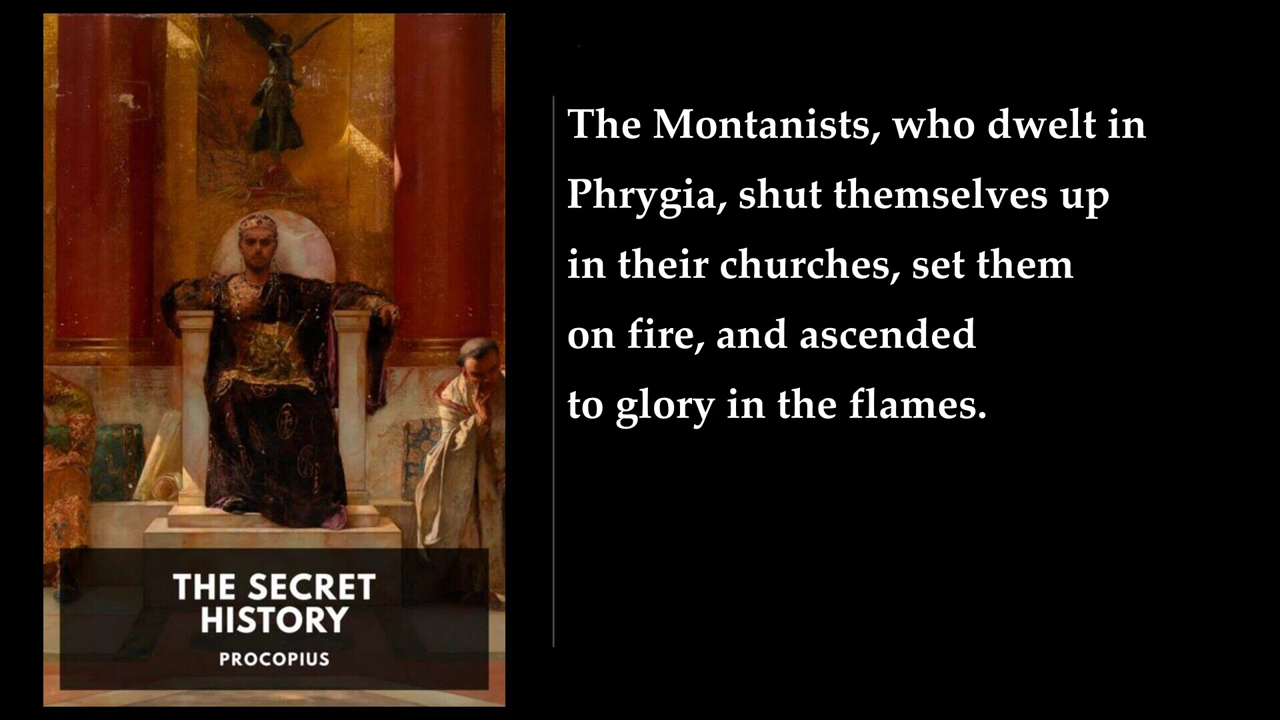 THE SECRET
HISTORY
PROCOPIUS
The Montanists, who dwelt in
Phrygia, shut themselves up
in their churches, set them
on fire, and ascended
to glory in the flames.